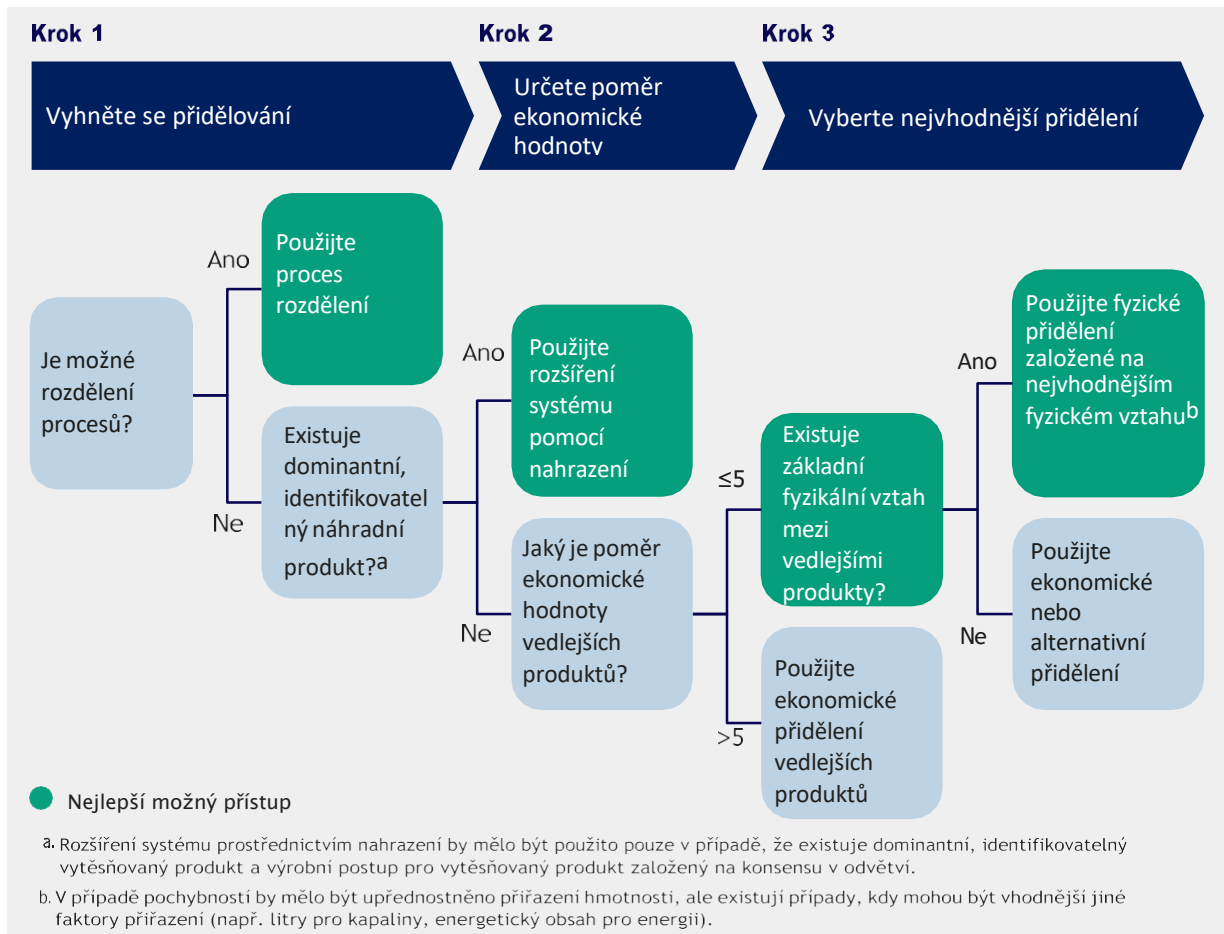 Krok 1
Krok 2
Krok 3
Vyhněte se přidělování
Určete poměr
ekonomické
hodnotv
Vyberte nejvhodnější přidělení
Je možné
rozdělení
procesů?
Ano
Použijte
proces
rozdělení
Ne
Existuje
dominantní,
identifikovatel
ný náhradní
produkt?a
Ano
Použijte
rozšíření
systému
pomocí
nahrazení
Ne
Jaký je poměr
ekonomické
hodnoty
vedlejších
produktů?
≤5
Existuje
základní
fyzikální vztah
mezi
vedlejšími
produkty?
>5
Použijte
ekonomické
přidělení
vedlejších
produktů
Ano
Použijte fyzické
přidělení
založené na
nejvhodnějším
fyzickém vztahub
Ne
Použijte
ekonomické
nebo
alternativní
přidělení
Nejlepší možný přístup
a. Rozšíření systému prostřednictvím nahrazení by mělo být použito pouze v případě, že existuje dominantní, identifikovatelný
vytěsňovaný produkt a výrobní postup pro vytěsňovaný produkt založený na konsensu v odvětví.
b. V případě pochybností by mělo být upřednostněno přiřazení hmotnosti, ale existují případy, kdy mohou být vhodnější jiné
faktory přiřazení (např. litry pro kapaliny, energetický obsah pro energii).